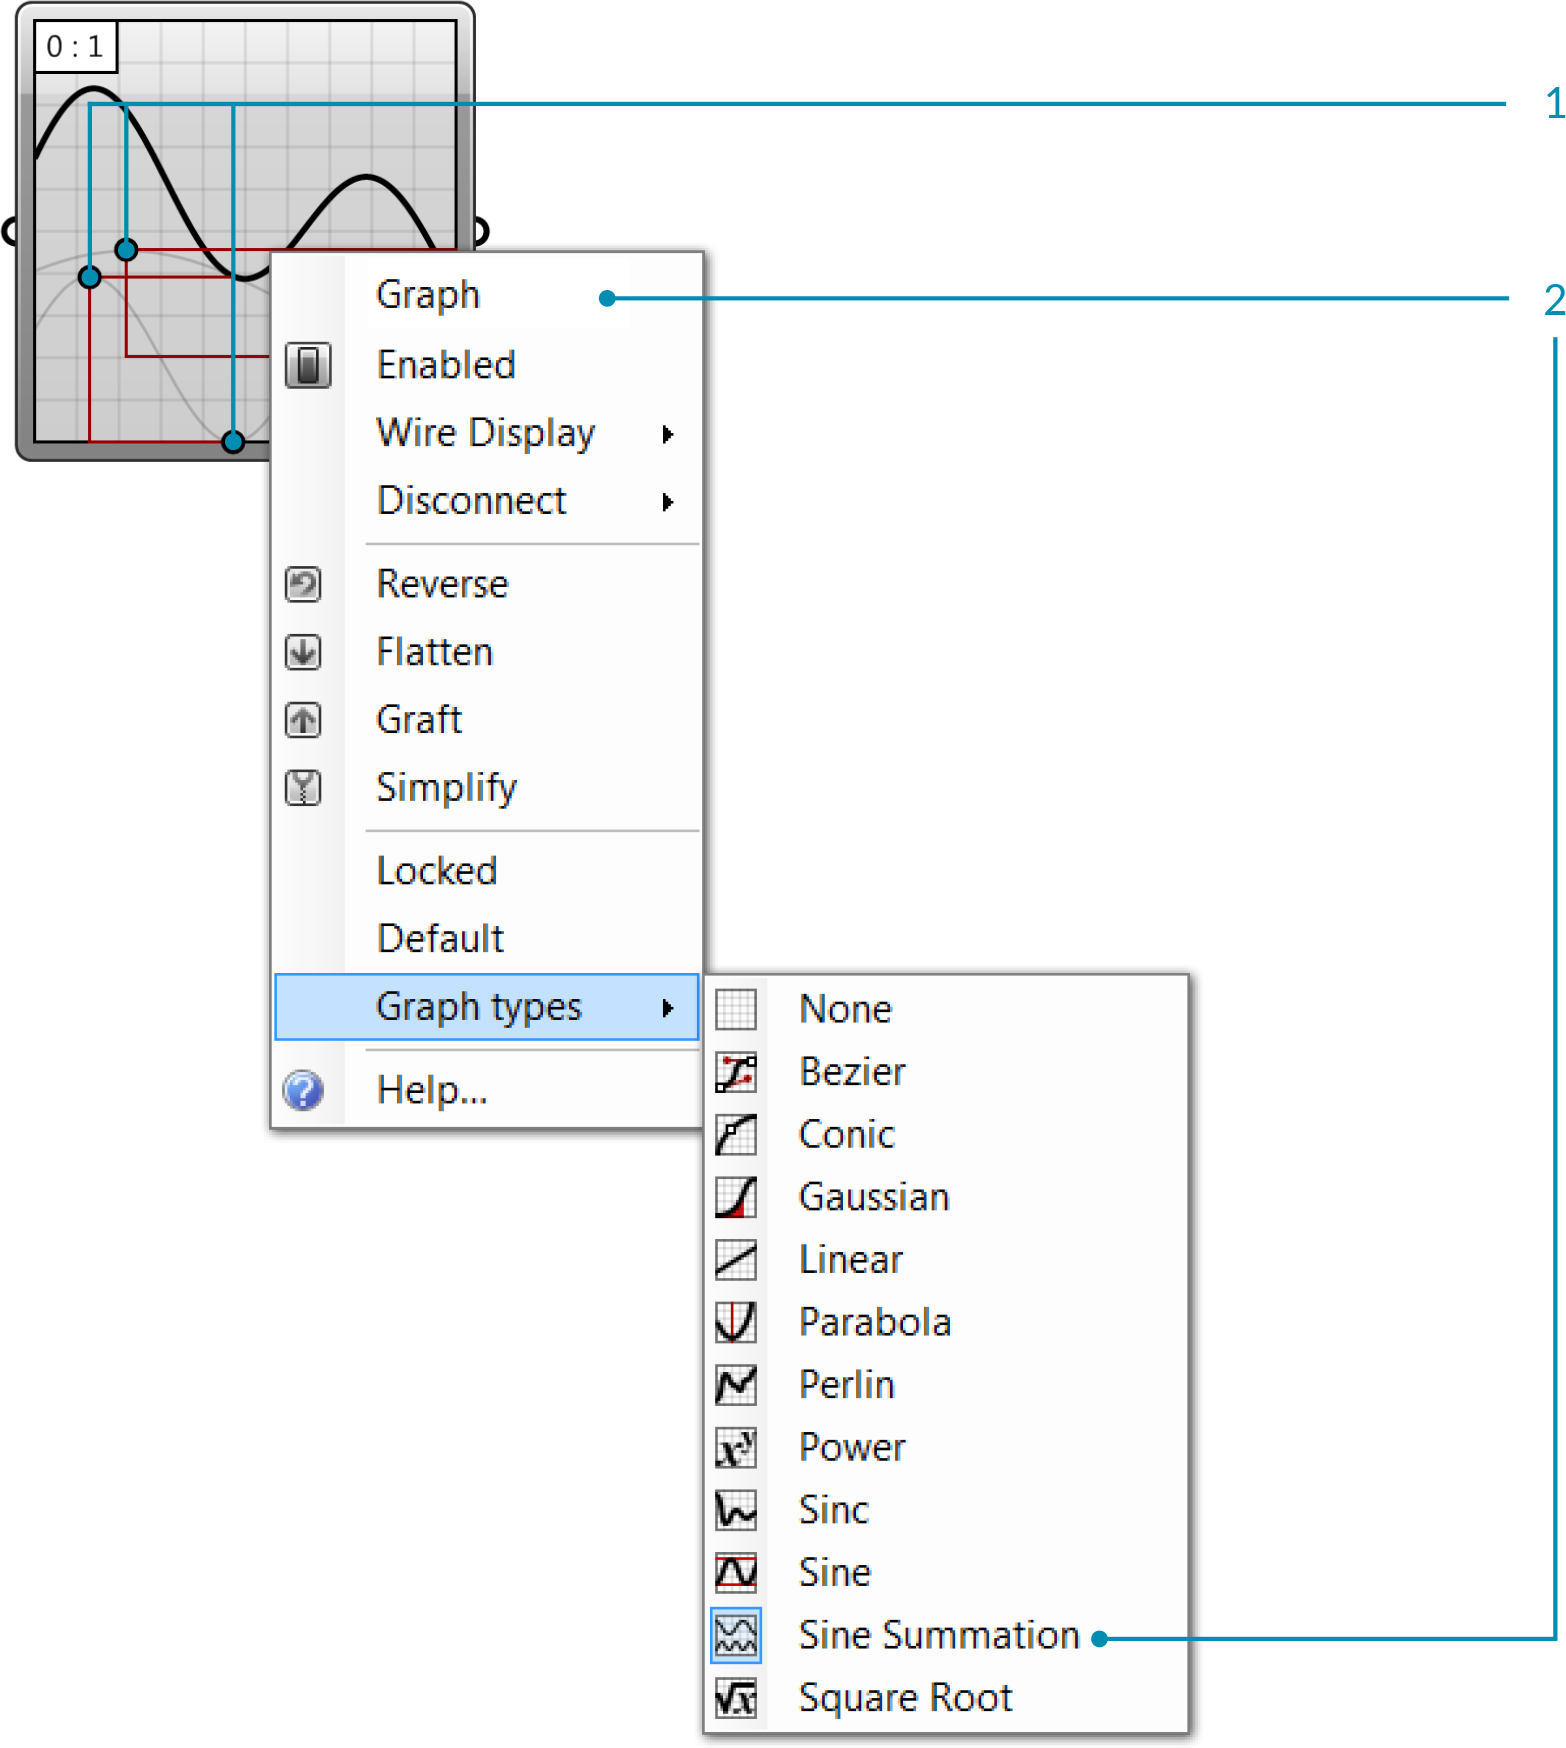 0 : 1
1
Graph
2
Enabled
Wire Display
Disconnect
Reverse
Flatten
Graft
Simplify
Locked
Default
Graph types
Help...
None
Bezier
Conic
Gaussian
Linear
Parabola
Perlin
Power
Sinc
Sine
Sine Summation
Square Root